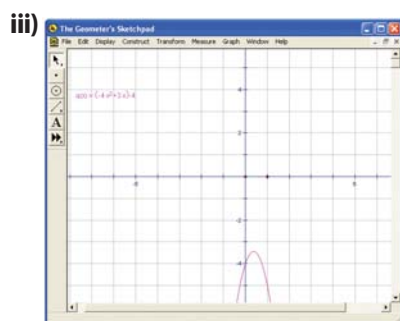 iii)
The Geometer's Sketchpad
File Edit Display Construct Transform Measure Graph Window Help
4
q(x) = (-4·x²+3·x)-4
2
-5 5
-2
-4
A